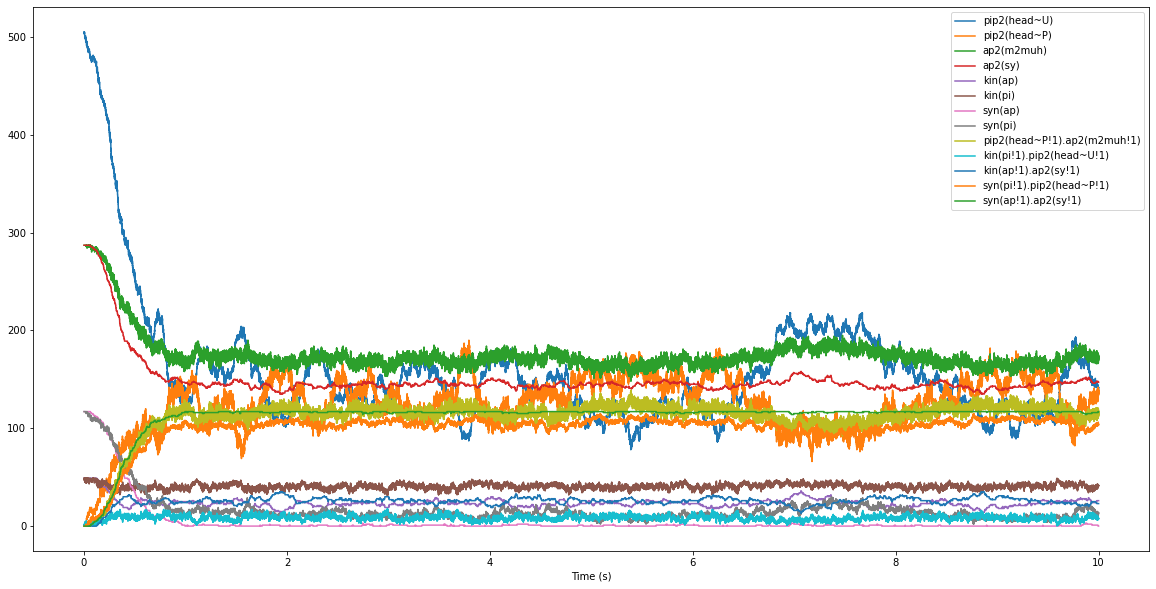 500
400
300
200
100
0
0
2
4
6
8
10
Time (s)
pip2(head~U)
pip2(head~P)
ap2(m2muh)
ap2(sy)
kin(ap)
kin(pi)
syn(ap)
syn(pi)
pip2(head~P!1).ap2(m2muh!1)
kin(pi!1).pip2(head~U!1)
kin(ap!1).ap2(sy!1)
syn(pi!1).pip2(head~P!1)
syn(ap!1).ap2(sy!1)